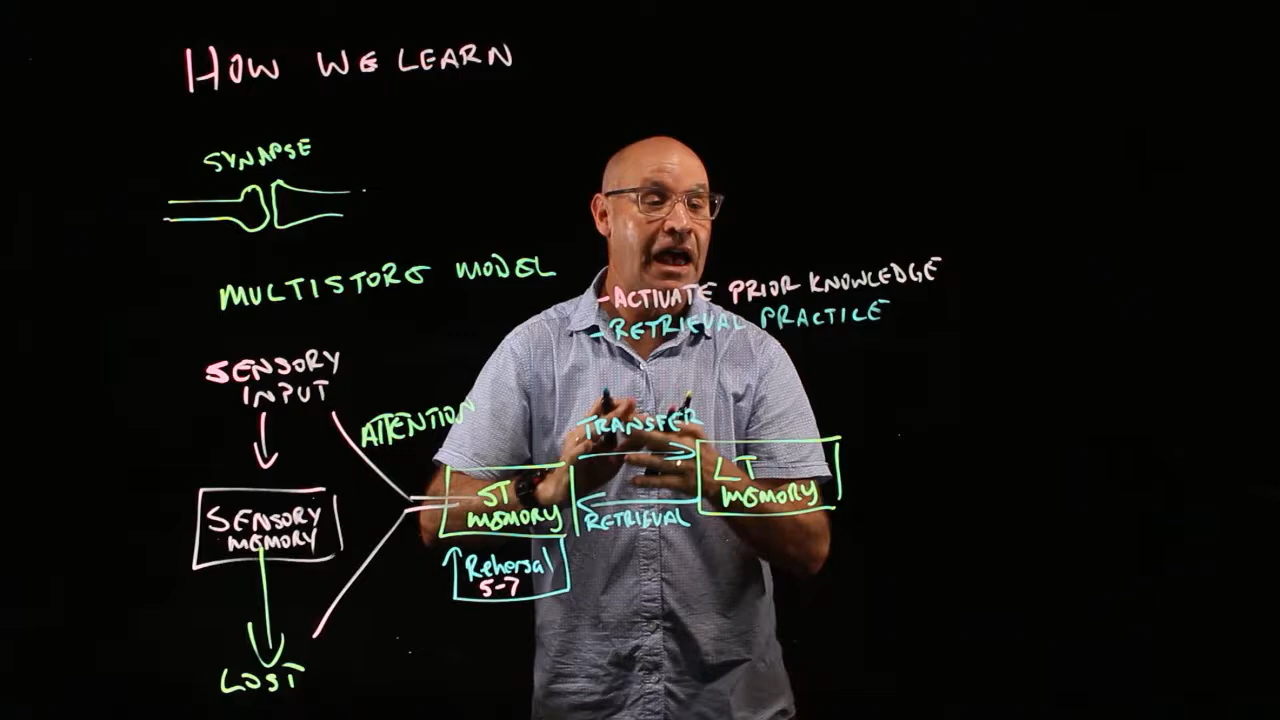 HOW WE LEARN
SYNAPSE
MULTISTORE MODEL
- ACTIVATE PRIOR KNOWLEDGE
- RETRIEVAL PRACTICE
SENSORY
INPUT
ATTENTION
TRANSFER
SENSORY
MEMORY
ST
MEMORY
LT
MEMORY
RETRIEVAL
Rehersal
5-7
LOST